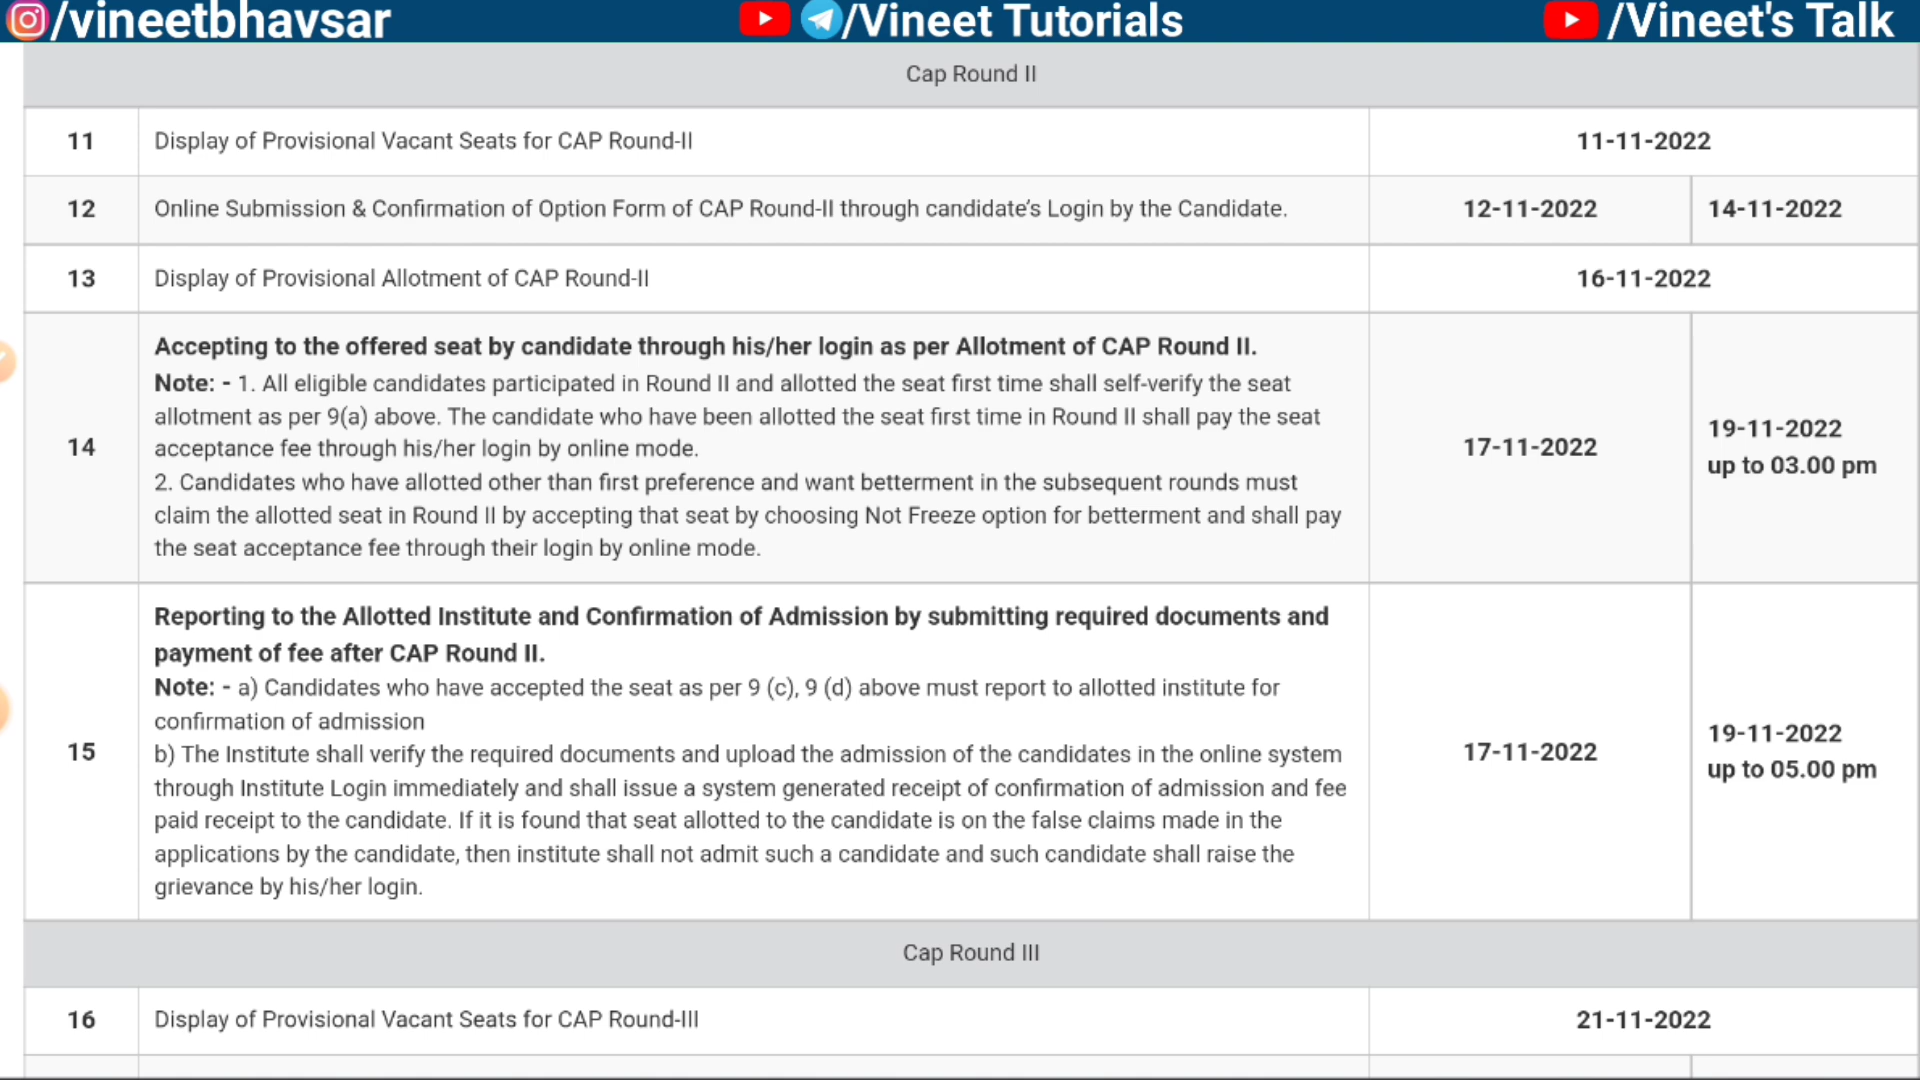 /vineetbhavsar
/Vineet Tutorials
/Vineet's Talk
Cap Round II
11 Display of Provisional Vacant Seats for CAP Round-II 11-11-2022
12 Online Submission & Confirmation of Option Form of CAP Round-II through candidate's Login by the Candidate. 12-11-2022 14-11-2022
13 Display of Provisional Allotment of CAP Round-II 16-11-2022
14
Accepting to the offered seat by candidate through his/her login as per Allotment of CAP Round II.
Note: - 1. All eligible candidates participated in Round II and allotted the seat first time shall self-verify the seat
allotment as per 9(a) above. The candidate who have been allotted the seat first time in Round II shall pay the seat
acceptance fee through his/her login by online mode.
2. Candidates who have allotted other than first preference and want betterment in the subsequent rounds must
claim the allotted seat in Round II by accepting that seat by choosing Not Freeze option for betterment and shall pay
the seat acceptance fee through their login by online mode.
17-11-2022
19-11-2022
up to 03.00 pm
15
Reporting to the Allotted Institute and Confirmation of Admission by submitting required documents and
payment of fee after CAP Round II.
Note: - a) Candidates who have accepted the seat as per 9 (c), 9 (d) above must report to allotted institute for
confirmation of admission
b) The Institute shall verify the required documents and upload the admission of the candidates in the online system
through Institute Login immediately and shall issue a system generated receipt of confirmation of admission and fee
paid receipt to the candidate. If it is found that seat allotted to the candidate is on the false claims made in the
applications by the candidate, then institute shall not admit such a candidate and such candidate shall raise the
grievance by his/her login.
17-11-2022
19-11-2022
up to 05.00 pm
Cap Round III
16 Display of Provisional Vacant Seats for CAP Round-III 21-11-2022